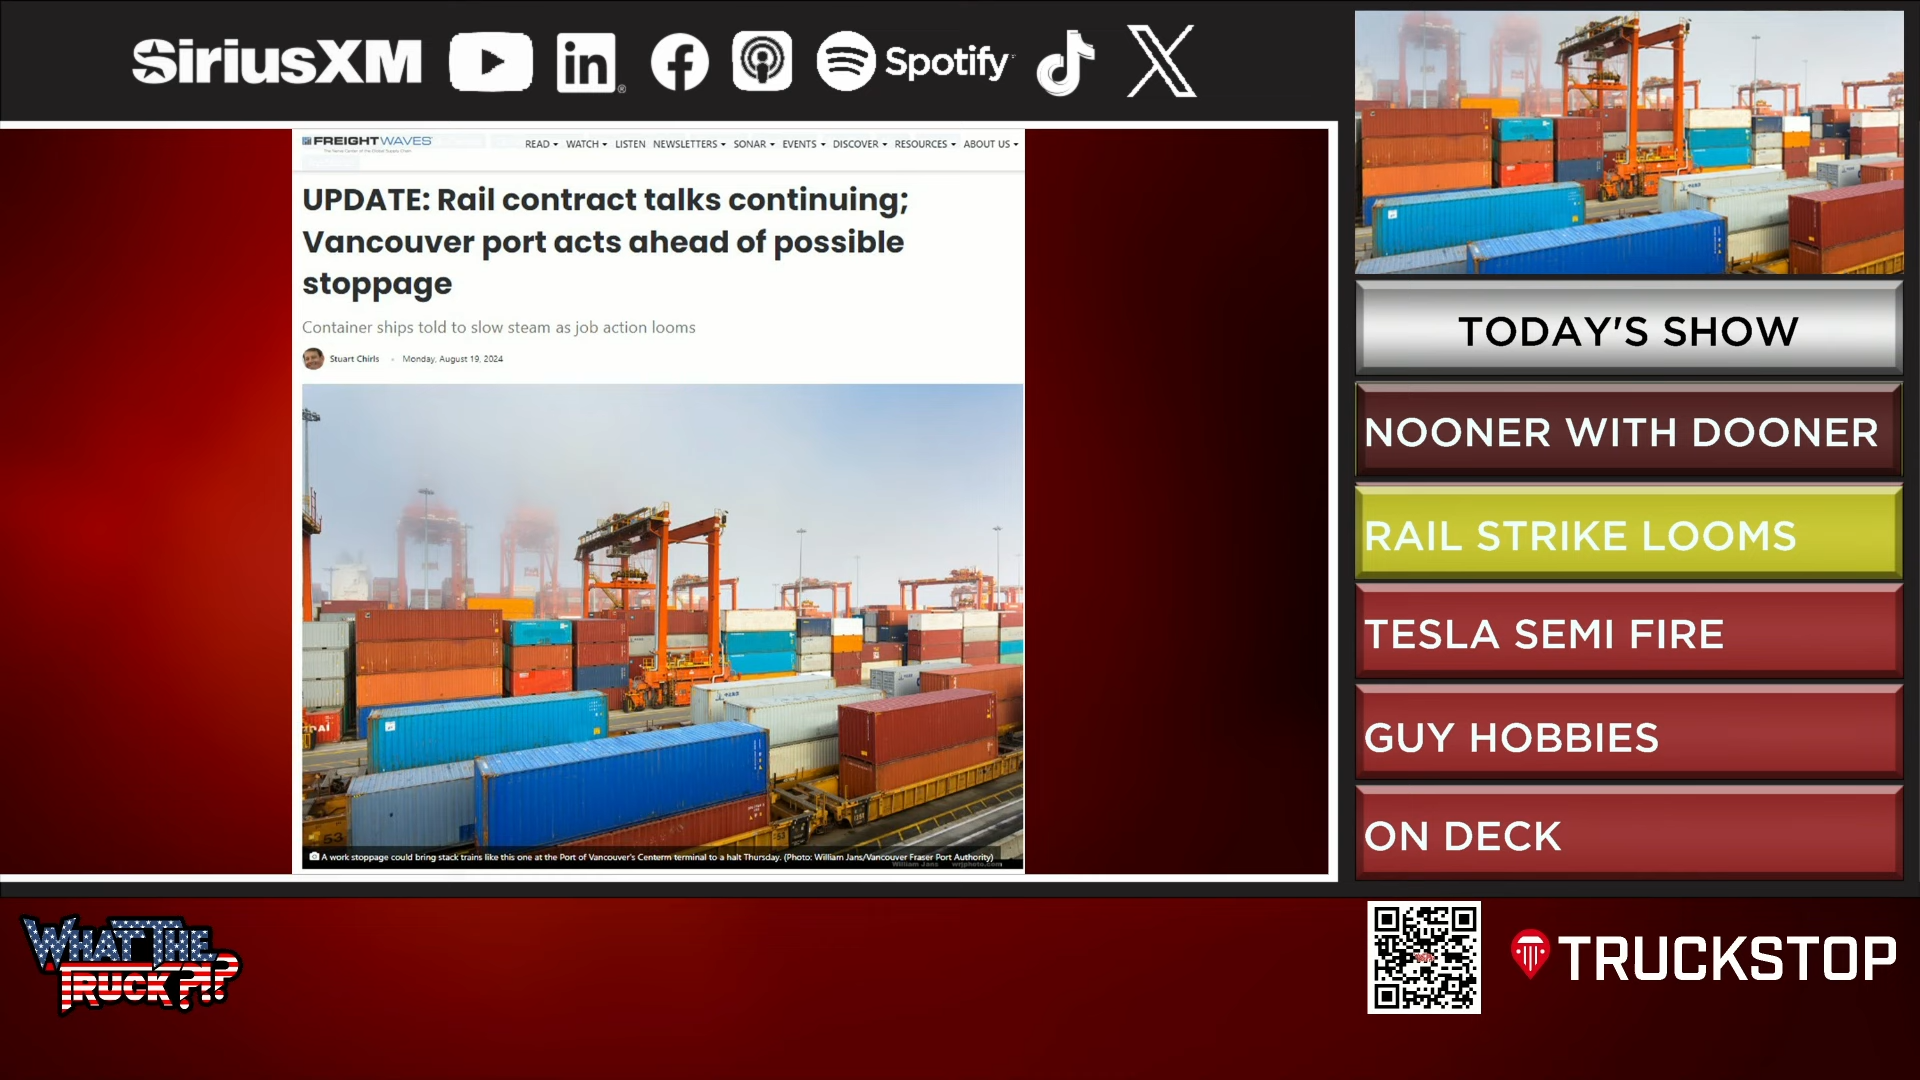 SiriusXM
in
Spotify
FREIGHTWAVES
READ WATCH LISTEN NEWSLETTERS SONAR EVENTS DISCOVER RESOURCES ABOUT US
UPDATE: Rail contract talks continuing;
Vancouver port acts ahead of possible
stoppage
Container ships told to slow steam as job action looms
Stuart Chirls • Monday, August 19, 2024
53
A work stoppage could bring stack trains like this one at the Port of Vancouver's Centerm terminal to a halt Thursday. (Photo: William Jans/Vancouver Fraser Port Authority)
TODAY'S SHOW
NOONER WITH DOONER
RAIL STRIKE LOOMS
TESLA SEMI FIRE
GUY HOBBIES
ON DECK
WHAT THE
TRUCK?!?
TRUCKSTOP